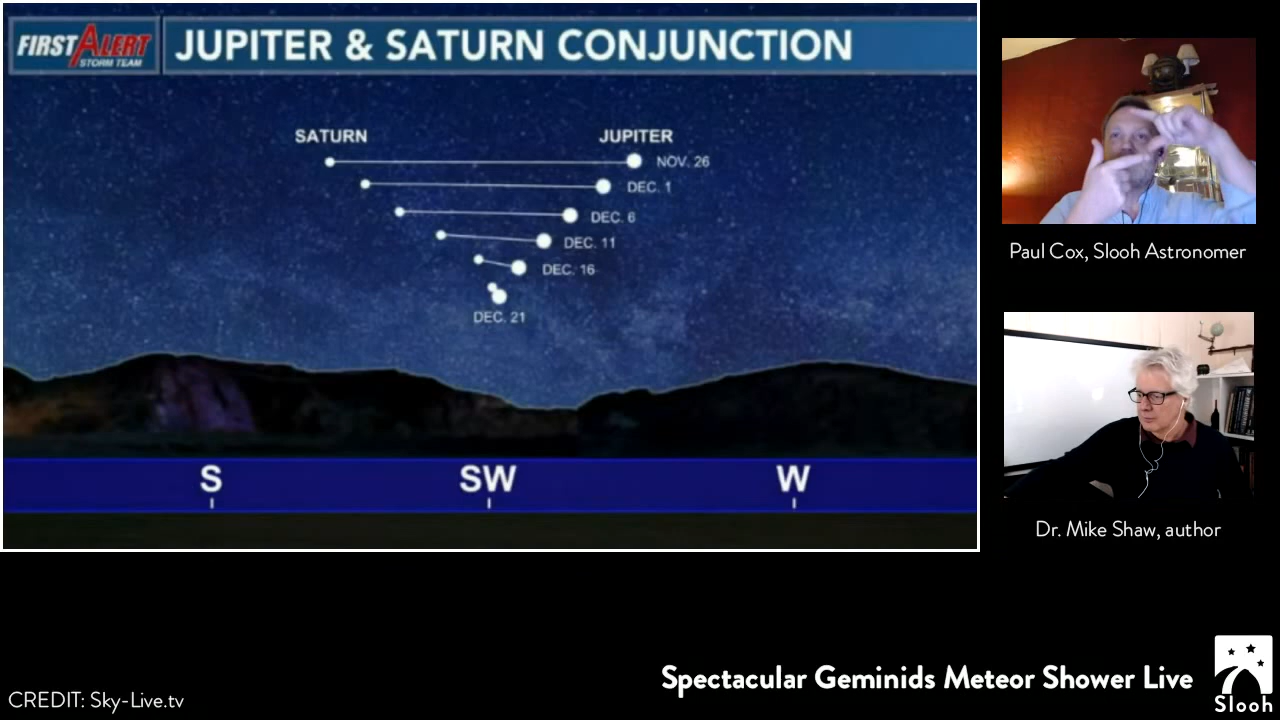 FIRST ALERT
STORM TEAM
JUPITER & SATURN CONJUNCTION
SATURN
JUPITER
NOV. 26
DEC. 1
DEC. 6
DEC. 11
DEC. 16
DEC. 21
S
SW
W
Paul Cox, Slooh Astronomer
Dr. Mike Shaw, author
Spectacular Geminids Meteor Shower Live
Slooh
CREDIT: Sky-Live.tv